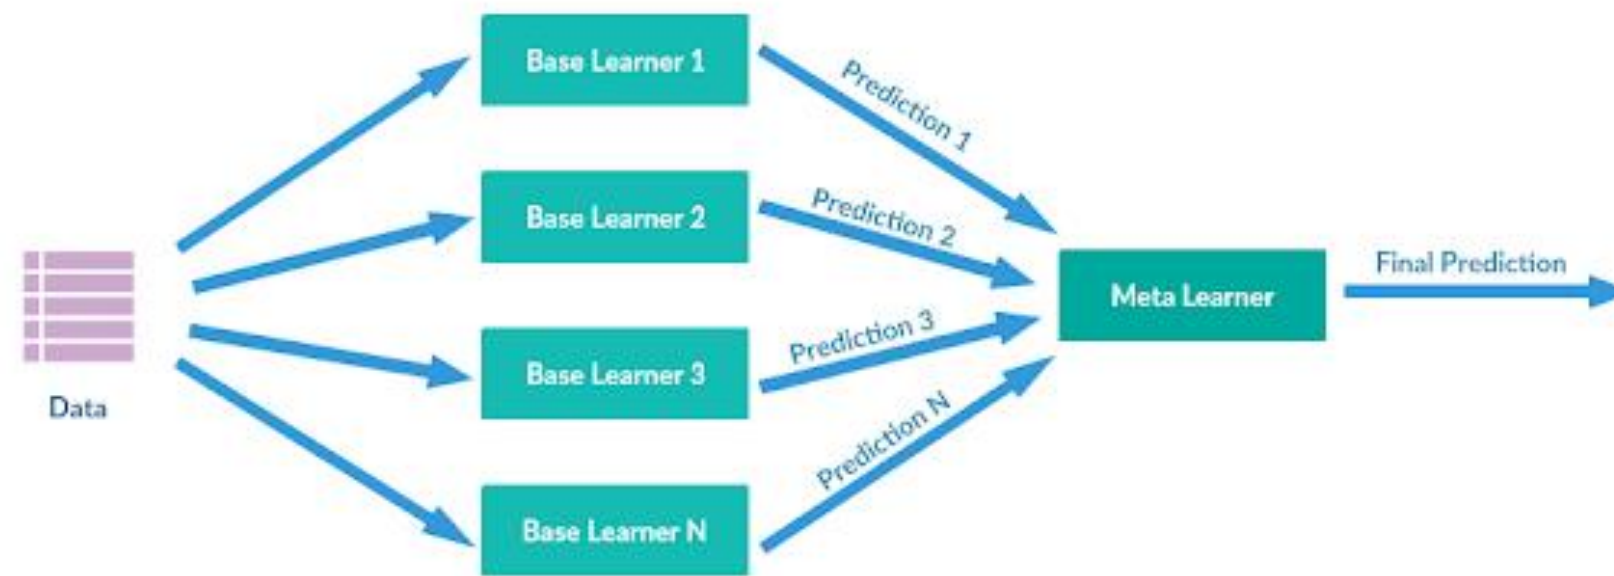 Data
Base Learner 1
Base Learner 2
Base Learner 3
Base Learner N
Prediction 1
Prediction 2
Prediction 3
Prediction N
Meta Learner
Final Prediction